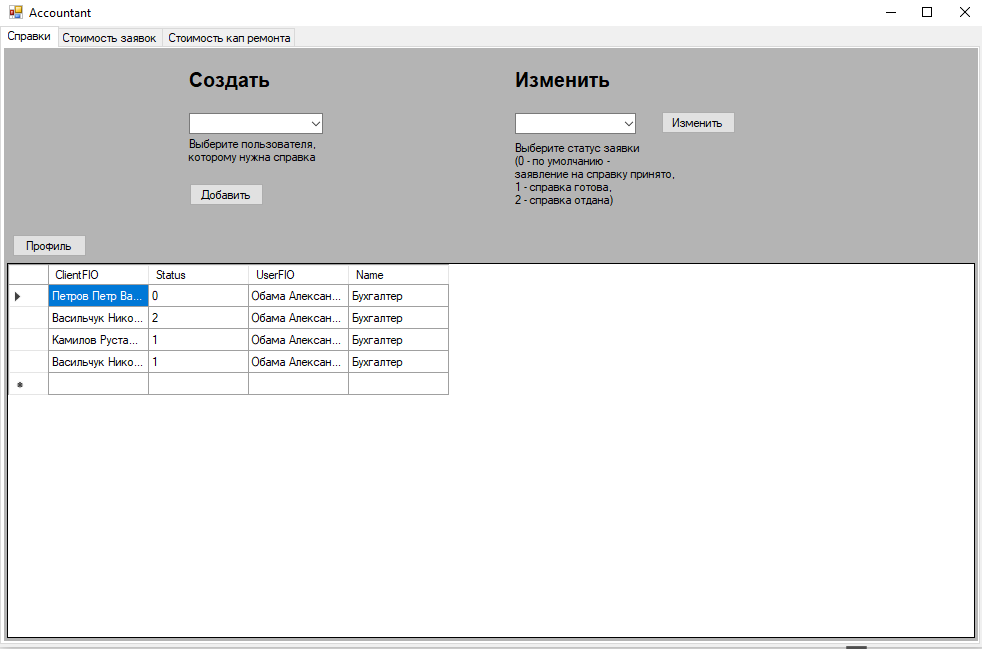 Accountant
Справки Стоимость заявок Стоимость кап ремонта
Создать
Изменить
Изменить
Выберите пользователя,
которому нужна справка
Выберите статус заявки
(0 - по умолчанию -
заявление на справку принято,
1 - справка готова,
2 - справка отдана)
Добавить
Профиль
ClientFIO Status UserFIO Name
Петров Петр Ва... 0 Обама Алексан... Бухгалтер
Васильчук Нико... 2 Обама Алексан... Бухгалтер
Камилов Руста... 1 Обама Алексан... Бухгалтер
Васильчук Нико... 1 Обама Алексан... Бухгалтер